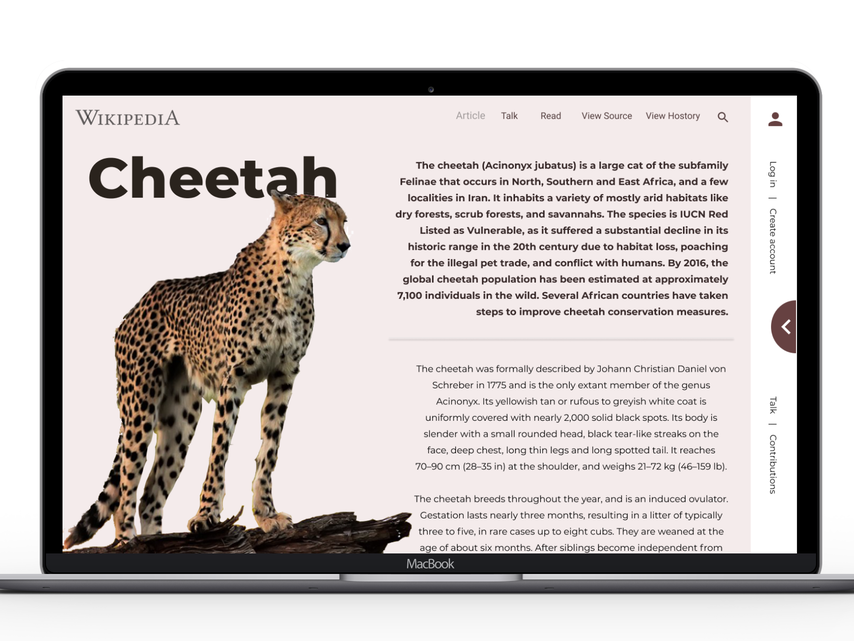 WIKIPEDIA
Article Talk Read View Source View Hostory
Cheetah
The cheetah (Acinonyx jubatus) is a large cat of the subfamily
Felinae that occurs in North, Southern and East Africa, and a few
localities in Iran. It inhabits a variety of mostly arid habitats like
dry forests, scrub forests, and savannahs. The species is IUCN Red
Listed as Vulnerable, as it suffered a substantial decline in its
historic range in the 20th century due to habitat loss, poaching
for the illegal pet trade, and conflict with humans. By 2016, the
global cheetah population has been estimated at approximately
7,100 individuals in the wild. Several African countries have taken
steps to improve cheetah conservation measures.
The cheetah was formally described by Johann Christian Daniel von
Schreber in 1775 and is the only extant member of the genus
Acinonyx. Its yellowish tan or rufous to greyish white coat is
uniformly covered with nearly 2,000 solid black spots. Its body is
slender with a small rounded head, black tear-like streaks on the
face, deep chest, long thin legs and long spotted tail. It reaches
70–90 cm (28–35 in) at the shoulder, and weighs 21–72 kg (46–159 lb).
The cheetah breeds throughout the year, and is an induced ovulator.
Gestation lasts nearly three months, resulting in a litter of typically
three to five, in rare cases up to eight cubs. They are weaned at the
age of about six months. After siblings become independent from
Log in | Create account
Talk | Contributions
MacBook